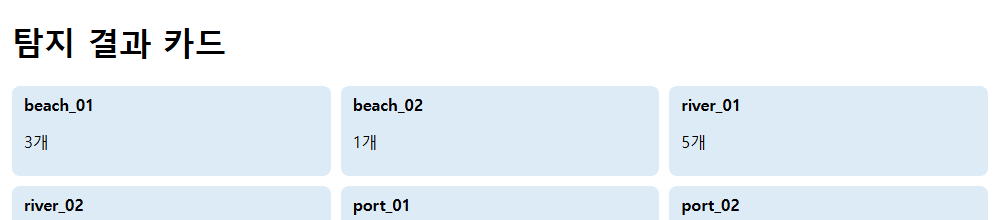 탐지 결과 카드
beach_01 beach_02 river_01
3개 1개 5개
river_02 port_01 port_02